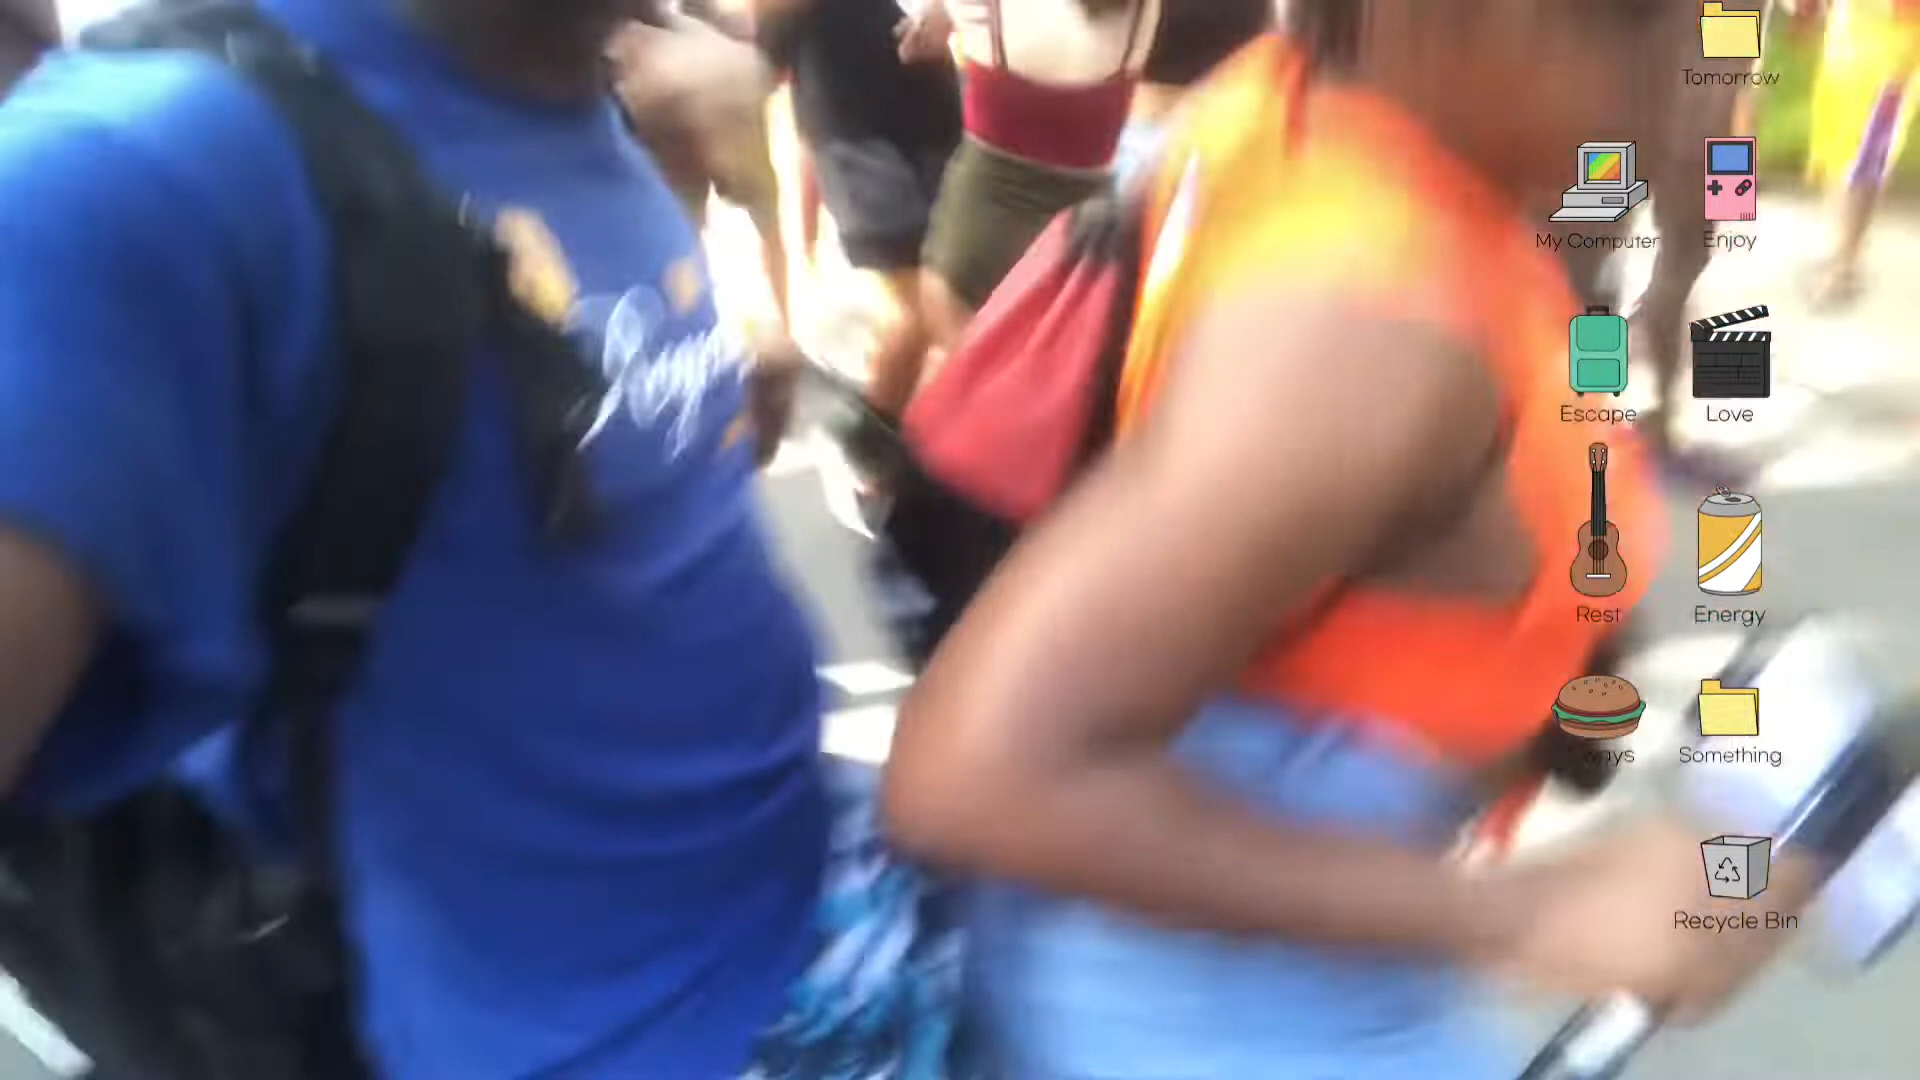 Tomorrow
My Computer
Enjoy
Escape
Love
Rest
Energy
Something
Recycle Bin